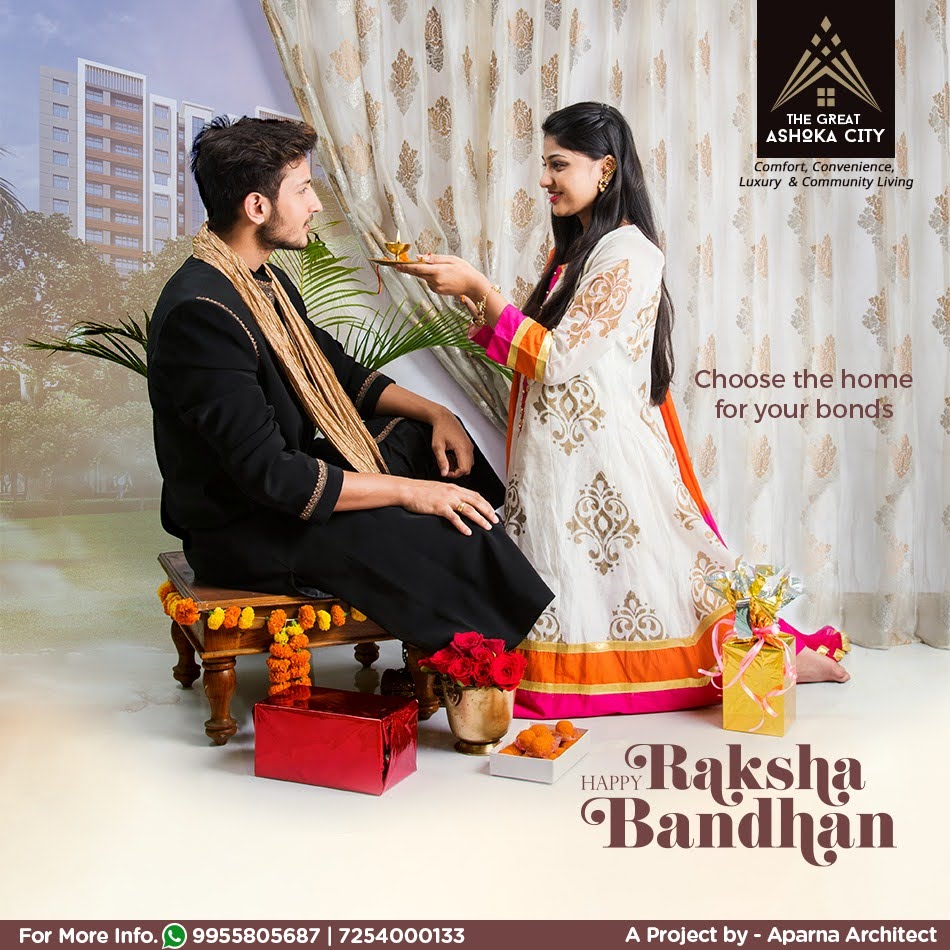 THE GREAT
ASHOKA CITY
Comfort, Convenience,
Luxury & Community Living
Choose the home
for your bonds
HAPPY Raksha
Bandhan
For More Info. 9955805687 | 7254000133
A Project by - Aparna Architect